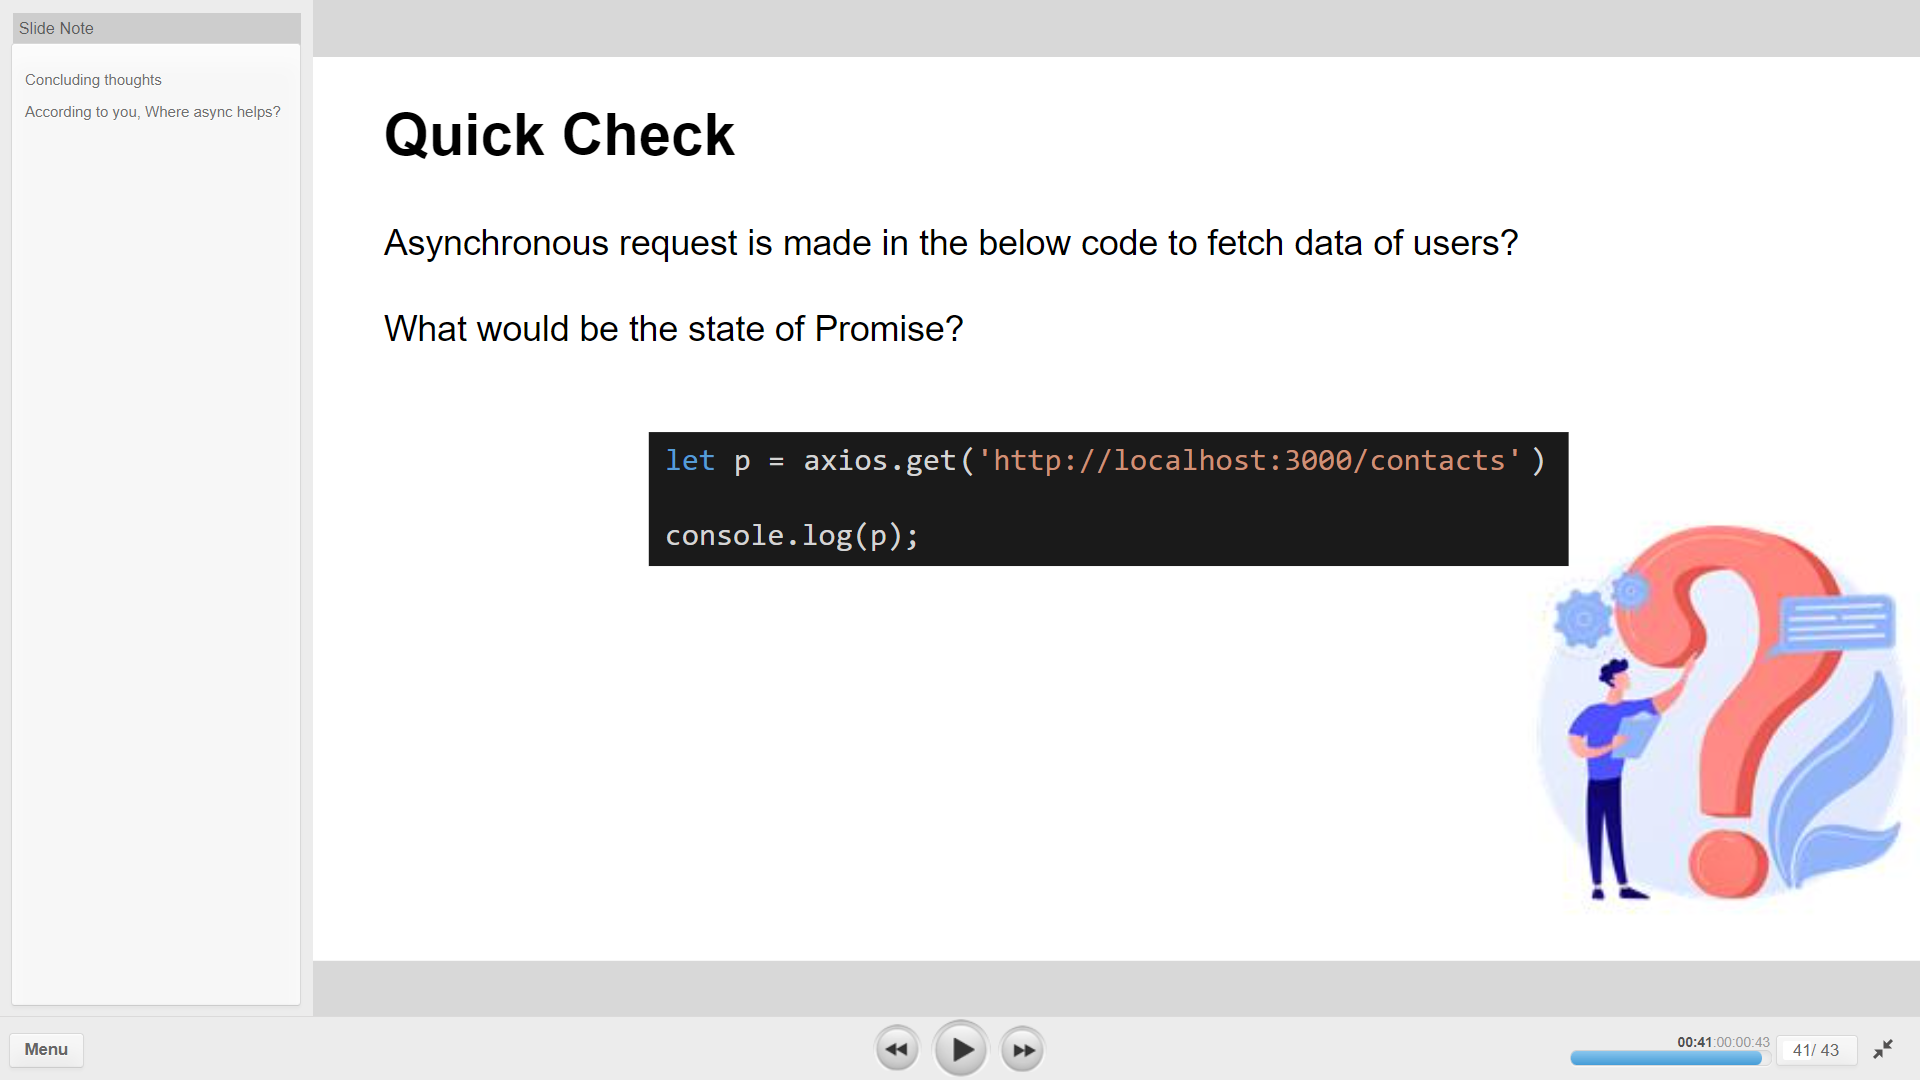 Slide Note
Concluding thoughts
According to you, Where async helps?
Quick Check
Asynchronous request is made in the below code to fetch data of users?
What would be the state of Promise?
let p = axios.get('http://localhost:3000/contacts')
console.log(p);
Menu
00:41:00:00:43
41/ 43